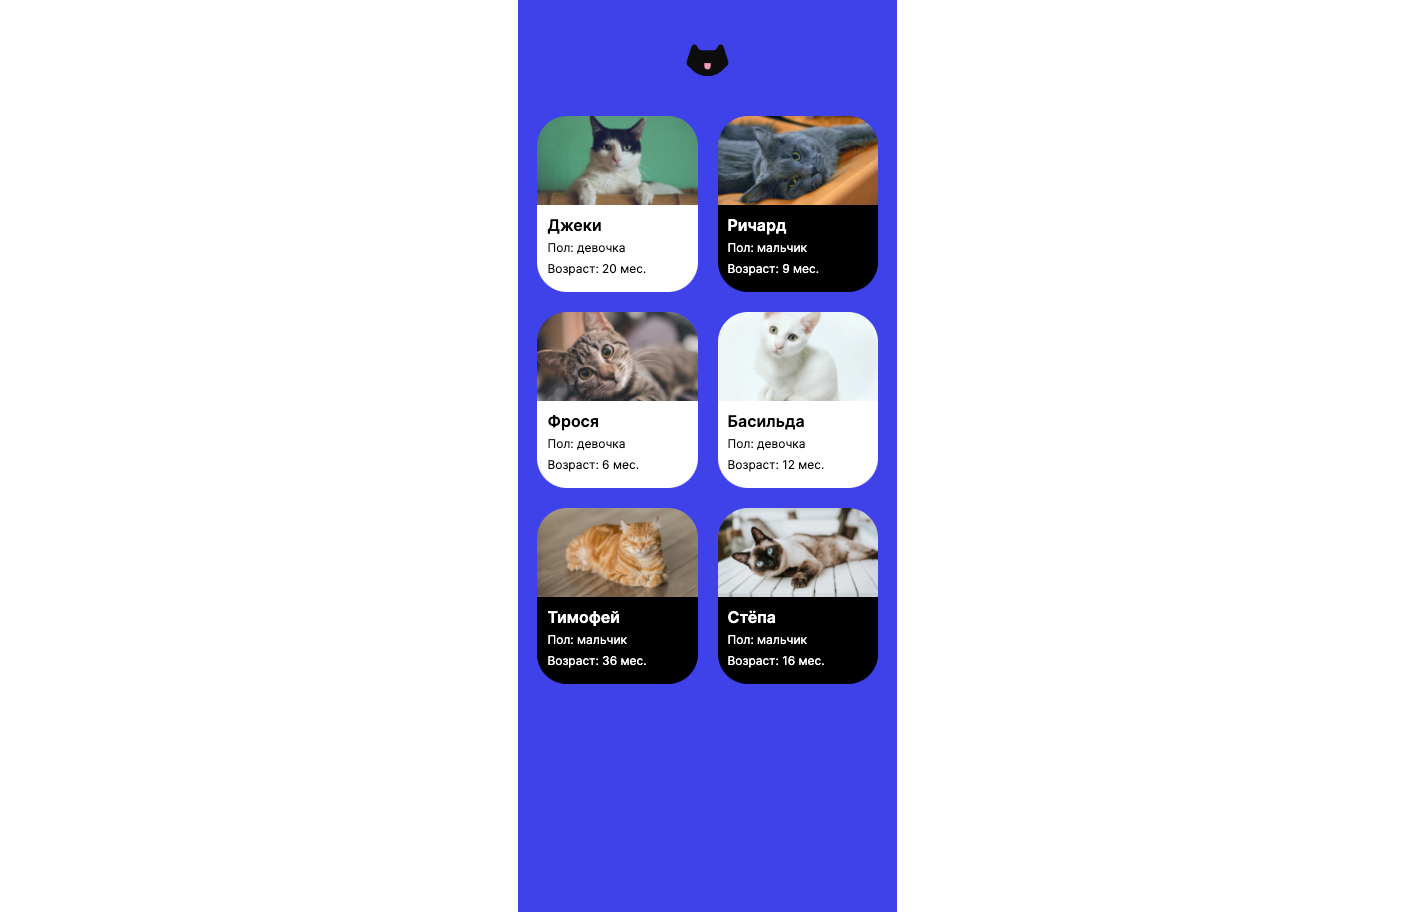 Джеки
Пол: девочка
Возраст: 20 мес.
Ричард
Пол: мальчик
Возраст: 9 мес.
Фрося
Пол: девочка
Возраст: 6 мес.
Басильда
Пол: девочка
Возраст: 12 мес.
Тимофей
Пол: мальчик
Возраст: 36 мес.
Стёпа
Пол: мальчик
Возраст: 16 мес.